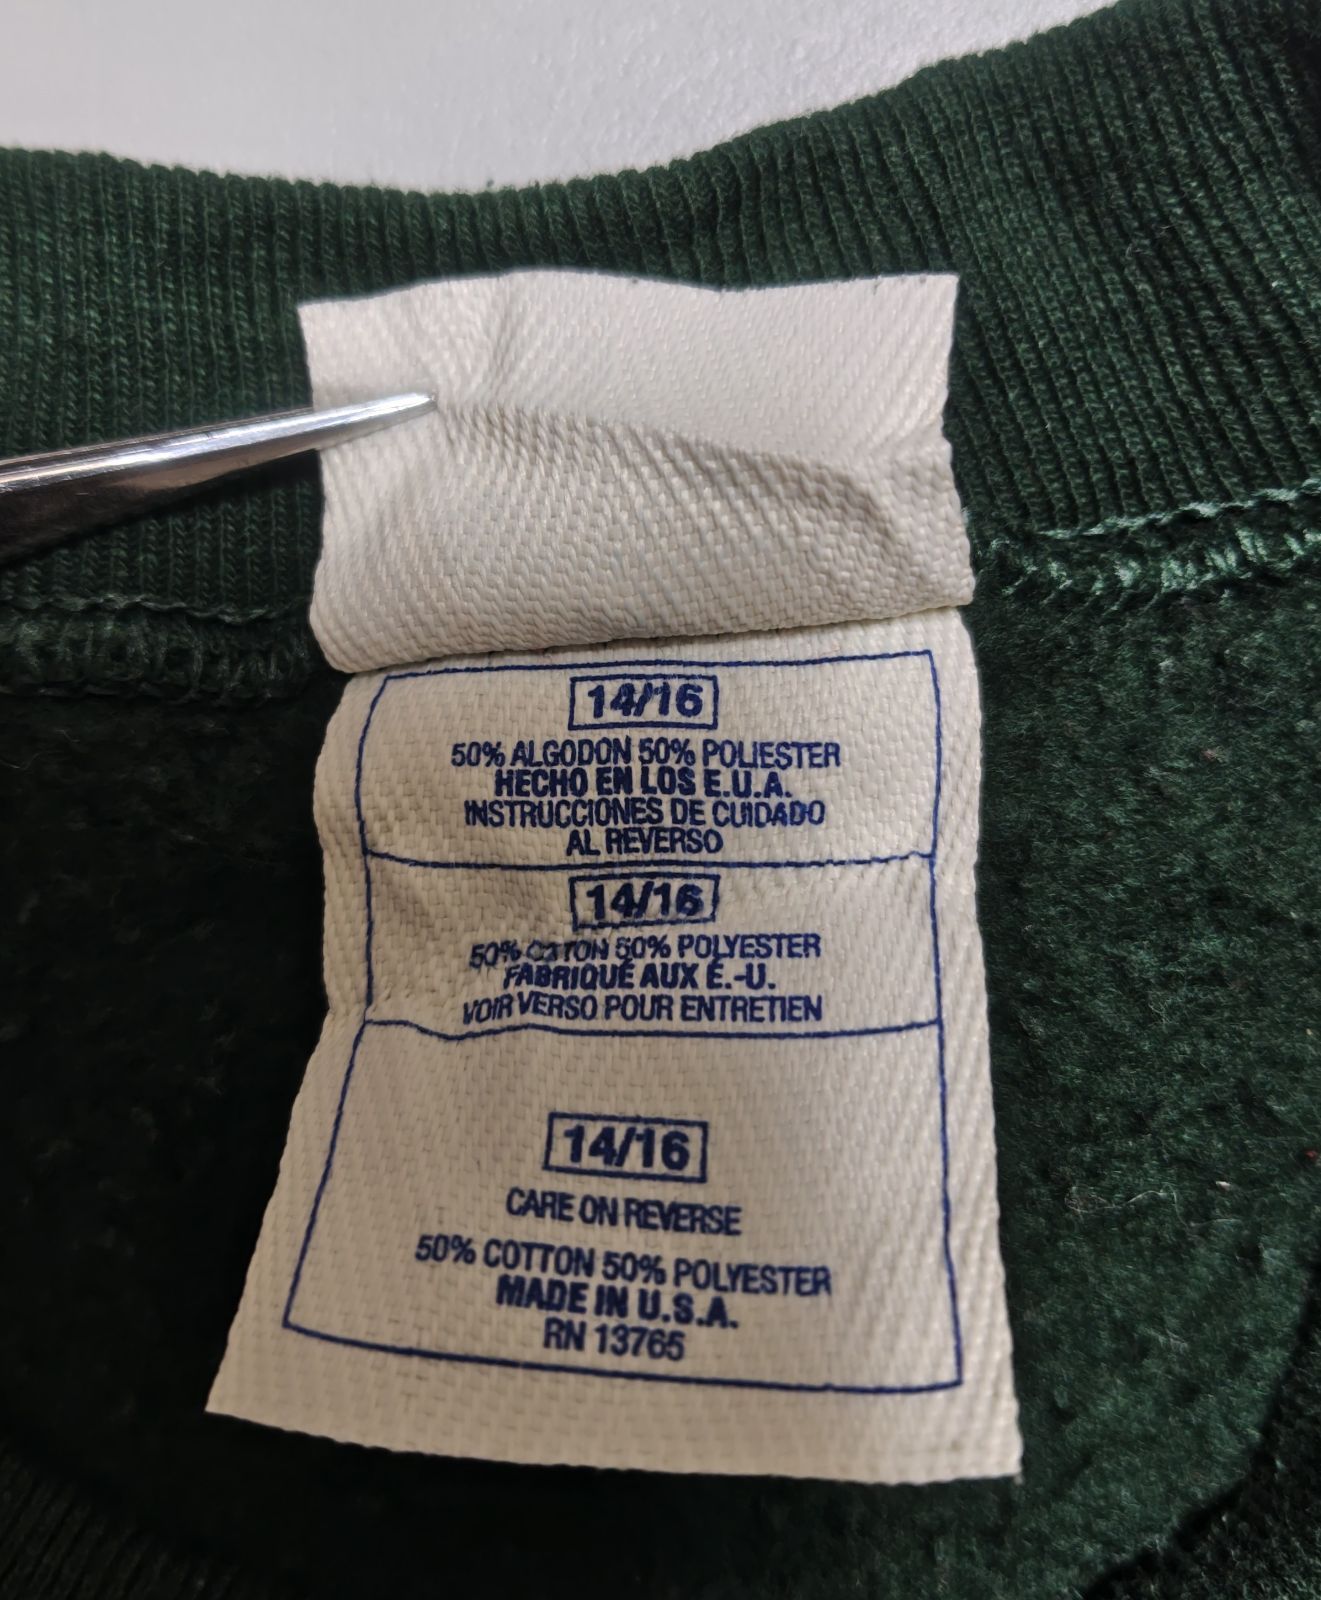 14/16
50% ALGODON 50% POLIESTER
HECHO EN LOS E.U.A.
INSTRUCCIONES DE CUIDADO
AL REVERSO
14/16
50% COTON 50% POLYESTER
FABRIQUÉ AUX É.-U.
VOIR VERSO POUR ENTRETIEN
14/16
CARE ON REVERSE
50% COTTON 50% POLYESTER
MADE IN U.S.A.
RN 13765